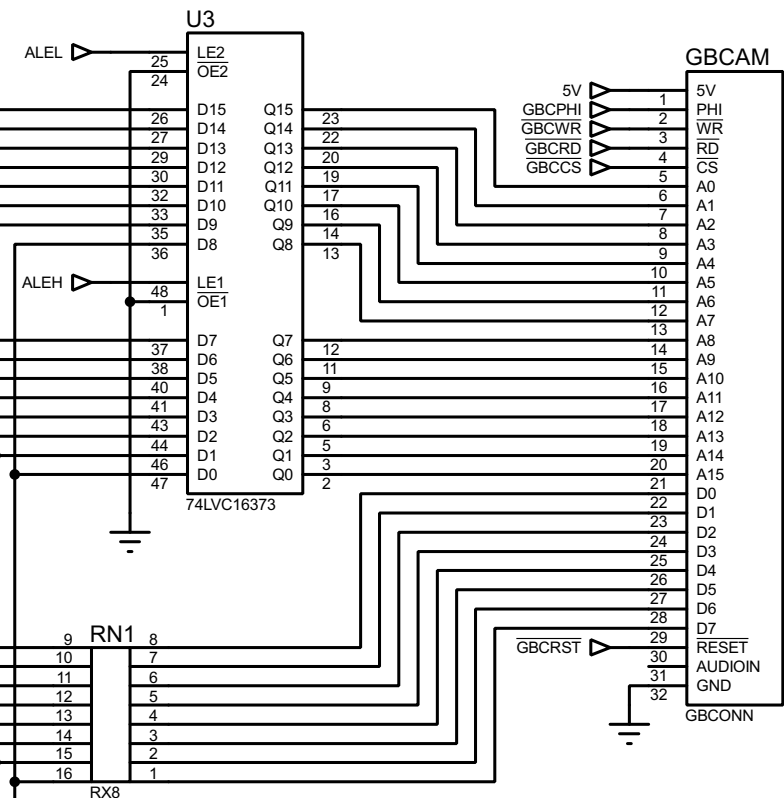 U3
ALEL
25 LE2
24 OE2
26 D15 Q15 23
27 D14 Q14 22
29 D13 Q13 20
30 D12 Q12 19
32 D11 Q11 17
33 D10 Q10 16
35 D9 Q9 14
36 D8 Q8 13
ALEH
48 LE1
1 OE1
37 D7 Q7 12
38 D6 Q6 11
40 D5 Q5 9
41 D4 Q4 8
43 D3 Q3 6
44 D2 Q2 5
46 D1 Q1 3
47 D0 Q0 2
74LVC16373
GBCAM
5V 1 5V
GBCPHI 2 PHI
GBCWR 3 WR
GBCRD 4 RD
GBCCS 5 CS
6 A0
7 A1
8 A2
9 A3
10 A4
11 A5
12 A6
13 A7
14 A8
15 A9
16 A10
17 A11
18 A12
19 A13
20 A14
21 A15
22 D0
23 D1
24 D2
25 D3
26 D4
27 D5
28 D6
29 D7
GBCRST 30 RESET
31 AUDIOIN
32 GND
GBCONN
RN1
9 8
10 7
11 6
12 5
13 4
14 3
15 2
16 1
RX8